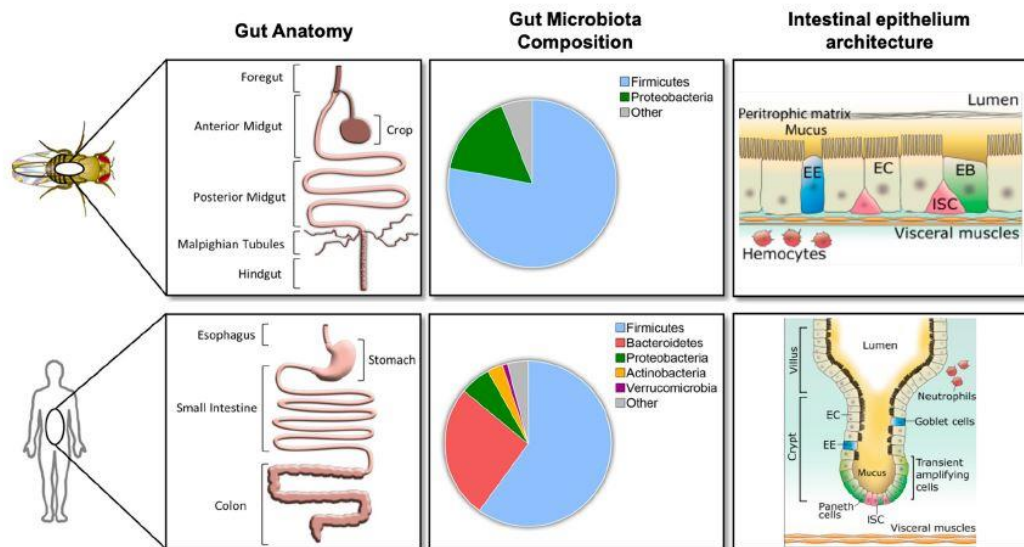 Gut Anatomy
Gut Microbiota
Composition
Intestinal epithelium
architecture
Foregut
Anterior Midgut
Crop
Posterior Midgut
Malpighian Tubules
Hindgut
Firmicutes
Proteobacteria
Other
Lumen
Peritrophic matrix
Mucus
EE
EC
EB
ISC
Visceral muscles
Hemocytes
Esophagus
Stomach
Small Intestine
Colon
Firmicutes
Bacteroidetes
Proteobacteria
Actinobacteria
Verrucomicrobia
Other
Villus
Lumen
Neutrophils
Crypt
EC
Goblet cells
EE
Mucus
Transient
amplifying
cells
Paneth
cells
ISC
Visceral muscles